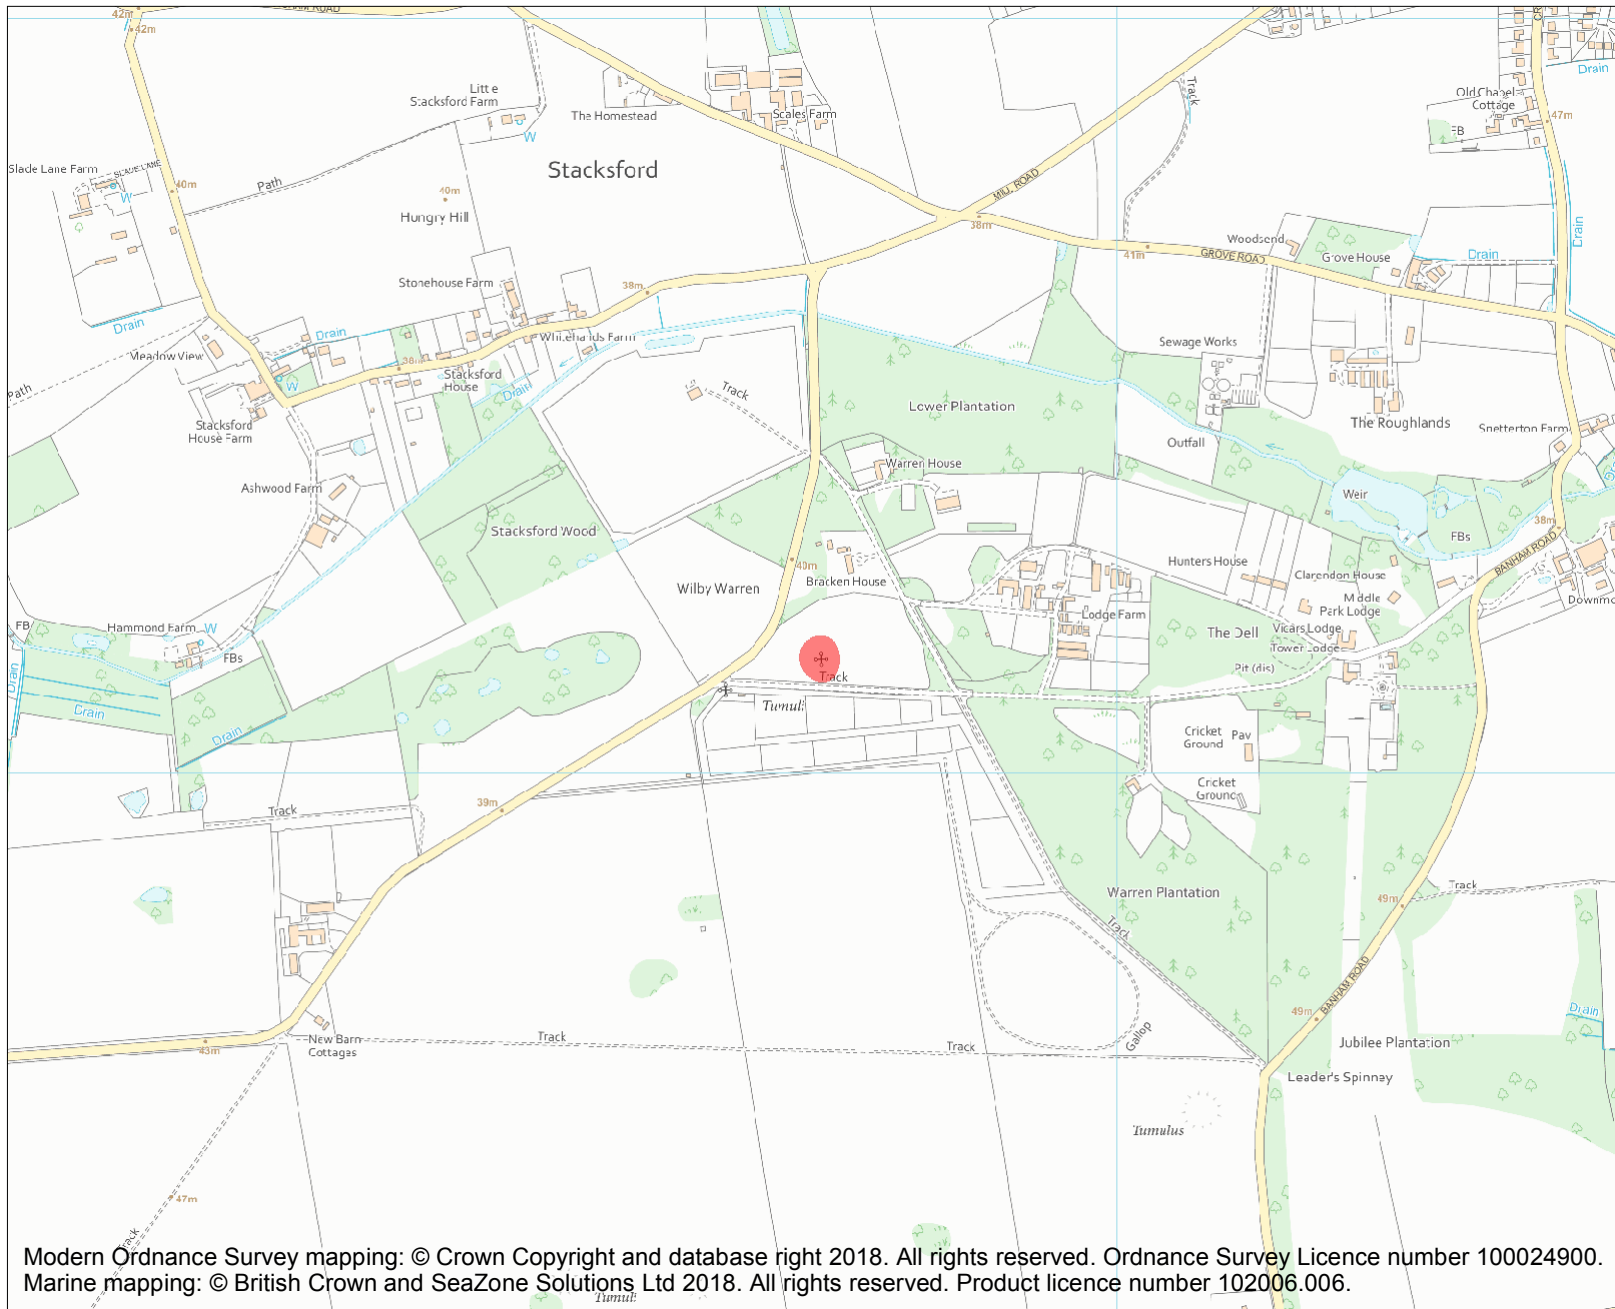 42m
42m
Little
Stacksford Farm
W
The Homestead
Scales Farm
Track
Old Chapel
Cottage
FB
47m
Drain
Slade Lane Farm
SLADE LANE
W
40m
Path
40m
Hungry Hill
Stacksford
MILL ROAD
38m
41m
GROVE ROAD
Woodsend
Grove House
Drain
Drain
Stonehouse Farm
38m
Drain
Drain
Meadow View
Path
W
38m
Stacksford
House
Whitehands Farm
Drain
Track
Lower Plantation
Sewage Works
Outfall
The Roughlands
Snetterton Farm
Stacksford
House Farm
Ashwood Farm
Stacksford Wood
Warren House
Weir
38m
FBs
BANHAM ROAD
40m
Wilby Warren
Bracken House
Hunters House
Clarendon House
Middle
Park Lodge
Lodge Farm
The Dell
Vicars Lodge
Tower Lodge
Pit (dis)
FB
Hammond Farm
W
FBs
Drain
Drain
Drain
Track
Cricket
Ground
Pav
Cricket
Ground
39m
Track
Warren Plantation
Track
49m
Track
49m
BANHAM ROAD
Drain
Gallop
Jubilee Plantation
Leader's Spinney
New Barn
Cottages
43m
Track
Track
Tumulus
47m
Track
Modern Ordnance Survey mapping: © Crown Copyright and database right 2018. All rights reserved. Ordnance Survey Licence number 100024900.
Marine mapping: © British Crown and SeaZone Solutions Ltd 2018. All rights reserved. Product licence number 102006.006.